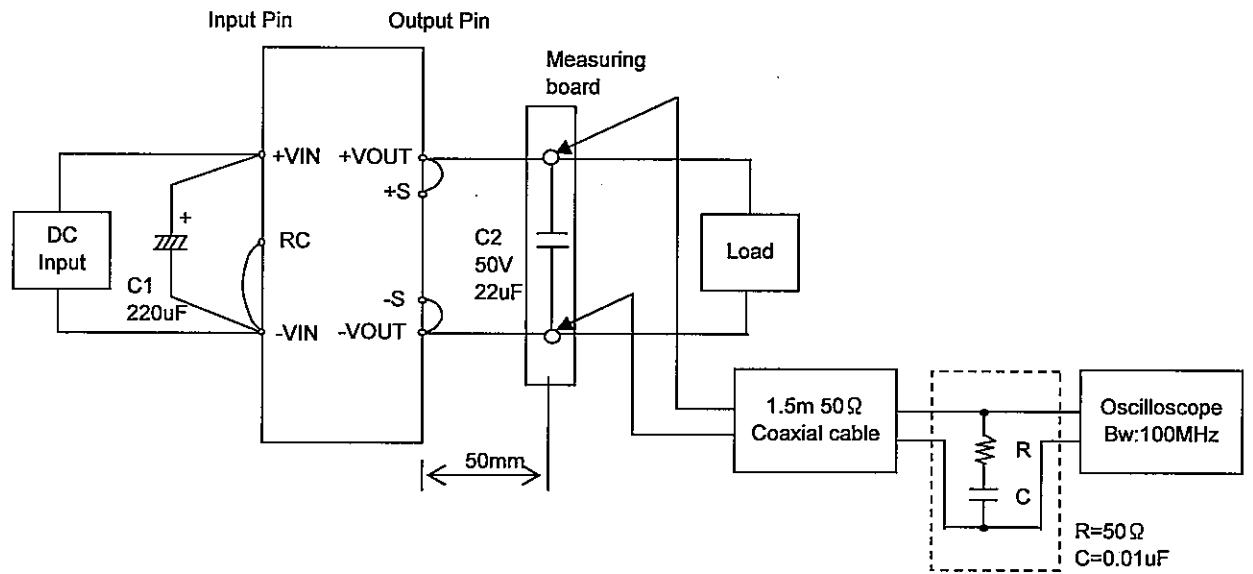 Input Pin
Output Pin
Measuring
board
+VIN
+VOUT
+S
DC
Input
+
C1
220uF
RC
C2
50V
22uF
Load
-S
-VIN
-VOUT
50mm
1.5m 50Ω
Coaxial cable
R
C
Oscilloscope
Bw:100MHz
R=50Ω
C=0.01uF